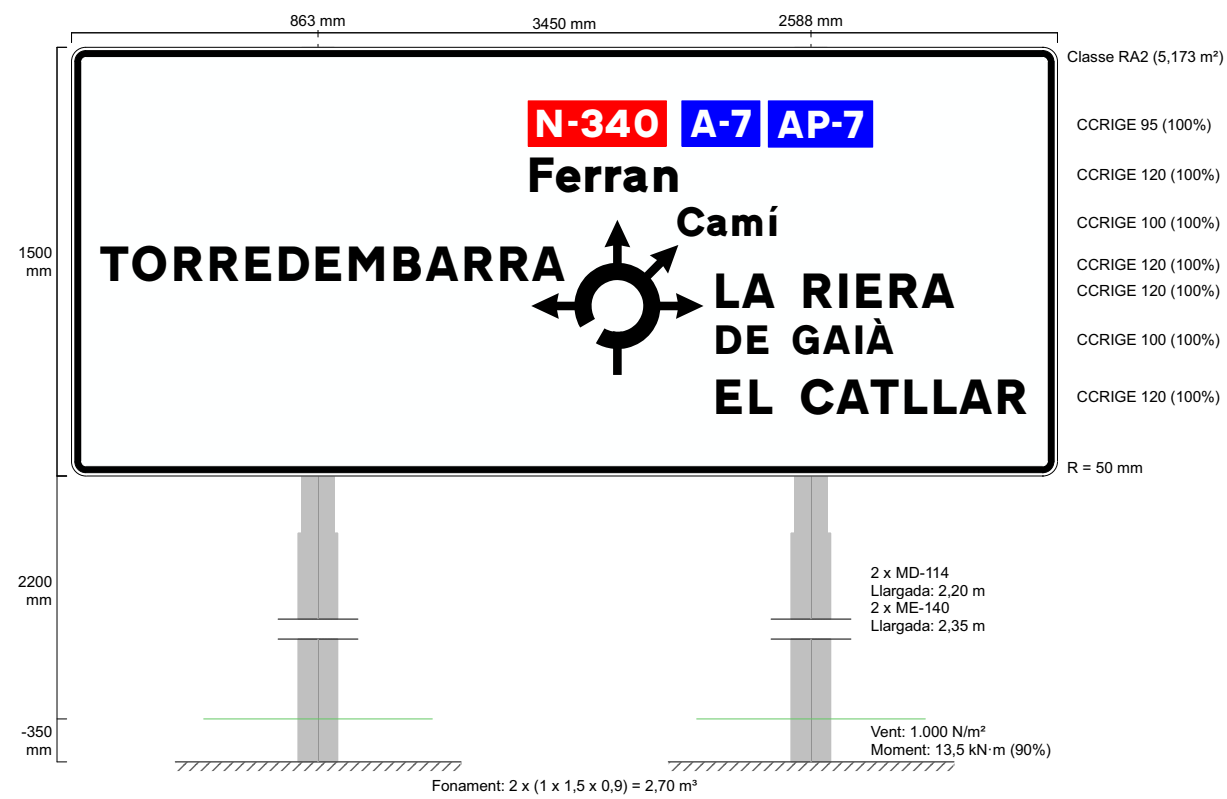 863 mm
3450 mm
2588 mm
Classe RA2 (5,173 m²)
N-340 A-7 AP-7
CCRIGE 95 (100%)
Ferran
CCRIGE 120 (100%)
Camí
CCRIGE 100 (100%)
TORREDEMBARRA
CCRIGE 120 (100%)
LA RIERA
CCRIGE 120 (100%)
DE GAIÀ
CCRIGE 100 (100%)
EL CATLLAR
CCRIGE 120 (100%)
1500
mm
R = 50 mm
2200
mm
2 x MD-114
Llargada: 2,20 m
2 x ME-140
Llargada: 2,35 m
-350
mm
Vent: 1.000 N/m²
Moment: 13,5 kN·m (90%)
Fonament: 2 x (1 x 1,5 x 0,9) = 2,70 m³